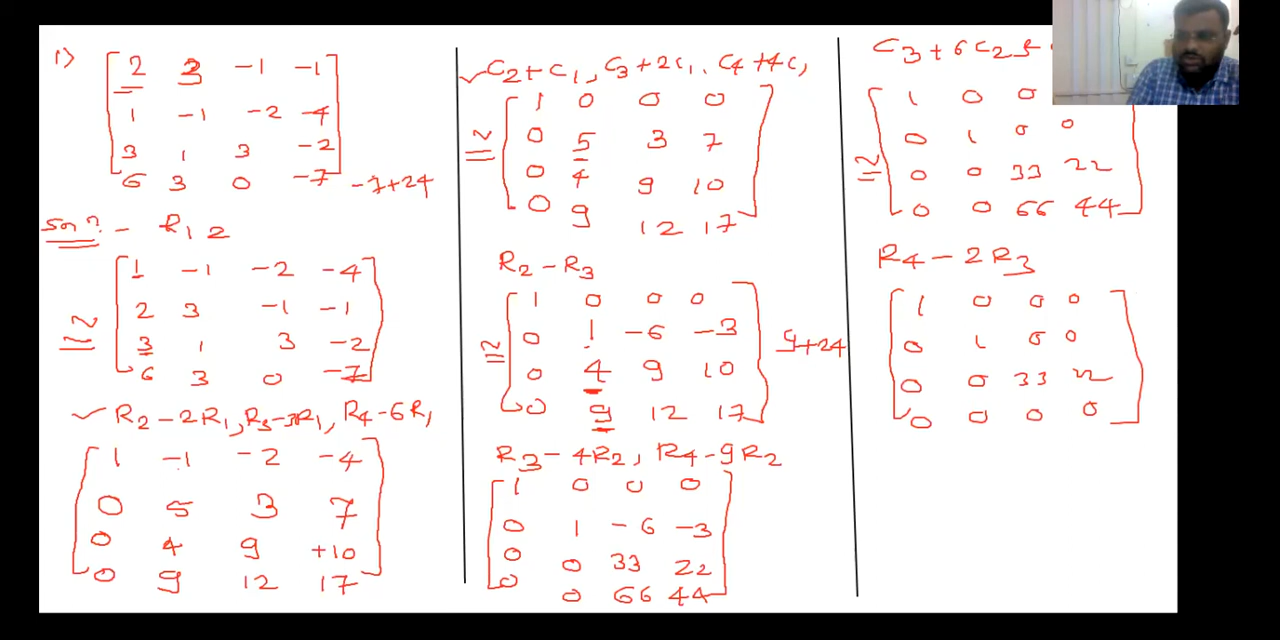 1) 2 3 -1 -1
1 -1 -2 -4
3 1 3 -2
6 3 0 -7 -7+24
Son? - R12
≅ 1 -1 -2 -4
2 3 -1 -1
3 1 3 -2
6 3 0 -7
✓ R2-2R1, R3-3R1, R4-6R1
1 -1 -2 -4
0 5 3 7
0 4 9 +10
0 9 12 17
✓ C2+C1, C3+2C1, C4+4C1
≅ 1 0 0 0
0 5 3 7
0 4 9 10
0 9 12 17
R2-R3
≅ 1 0 0 0
0 1 -6 -3 9+24
0 4 9 10
0 9 12 17
R3-4R2, R4-9R2
1 0 0 0
0 1 -6 -3
0 0 33 22
0 0 66 44
C3+6C2
≅ 1 0 0
0 1 0 0
0 0 33 22
0 0 66 44
R4-2R3
1 0 0 0
0 1 0 0
0 0 33 22
0 0 0 0